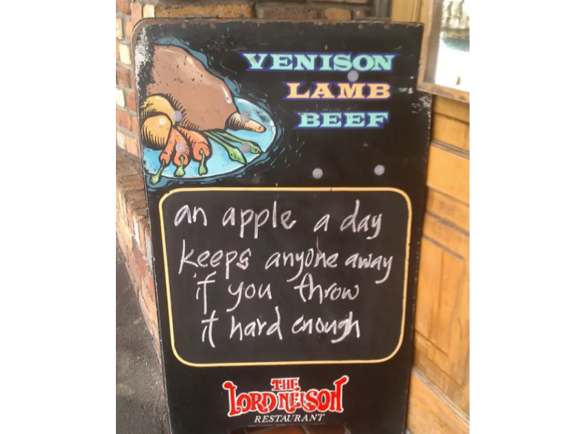 VENISON
LAMB
BEEF
an apple a day
keeps anyone away
if you throw
it hard enough
THE
LORD NELSON
RESTAURANT